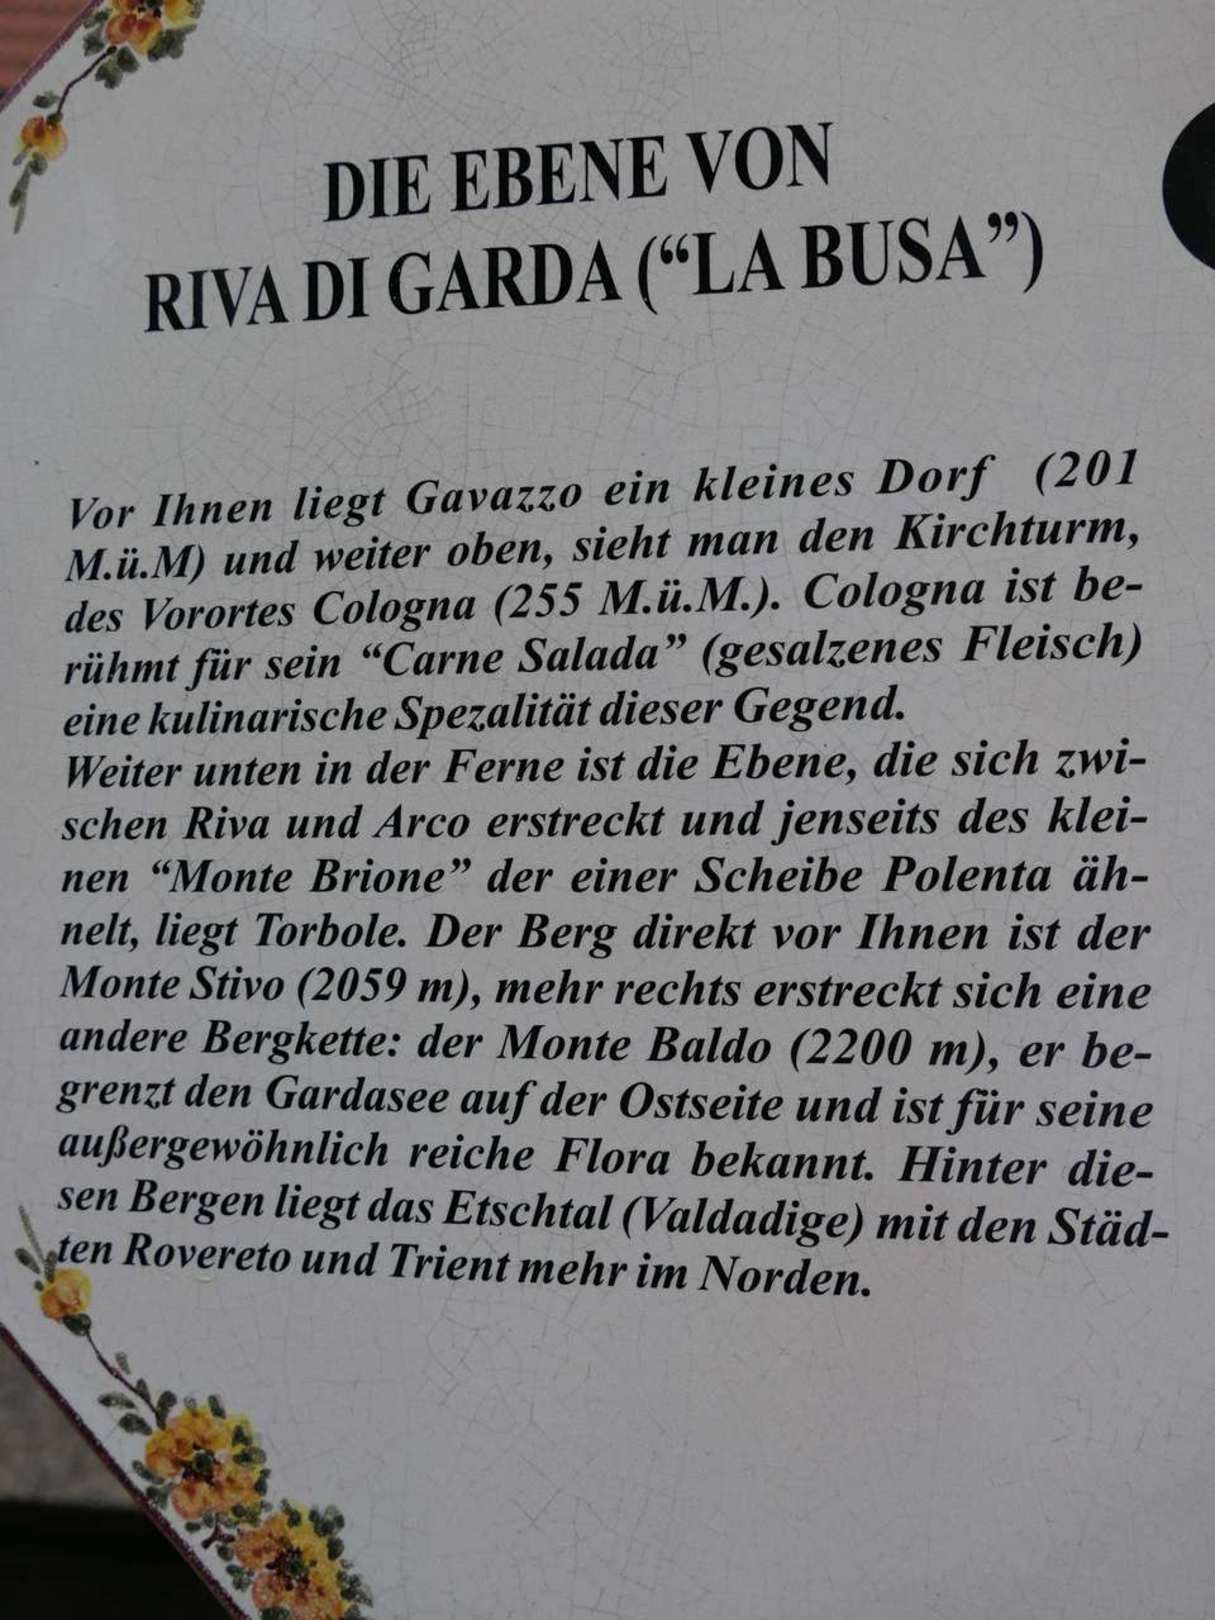 DIE EBENE VON
RIVA DI GARDA (“LA BUSA”)
Vor Ihnen liegt Gavazzo ein kleines Dorf (201
M.ü.M) und weiter oben, sieht man den Kirchturm,
des Vorortes Cologna (255 M.ü.M.). Cologna ist be-
rühmt für sein “Carne Salada” (gesalzenes Fleisch)
eine kulinarische Spezalität dieser Gegend.
Weiter unten in der Ferne ist die Ebene, die sich zwi-
schen Riva und Arco erstreckt und jenseits des klei-
nen “Monte Brione” der einer Scheibe Polenta äh-
nelt, liegt Torbole. Der Berg direkt vor Ihnen ist der
Monte Stivo (2059 m), mehr rechts erstreckt sich eine
andere Bergkette: der Monte Baldo (2200 m), er be-
grenzt den Gardasee auf der Ostseite und ist für seine
außergewöhnlich reiche Flora bekannt. Hinter die-
sen Bergen liegt das Etschtal (Valdadige) mit den Städ-
ten Rovereto und Trient mehr im Norden.